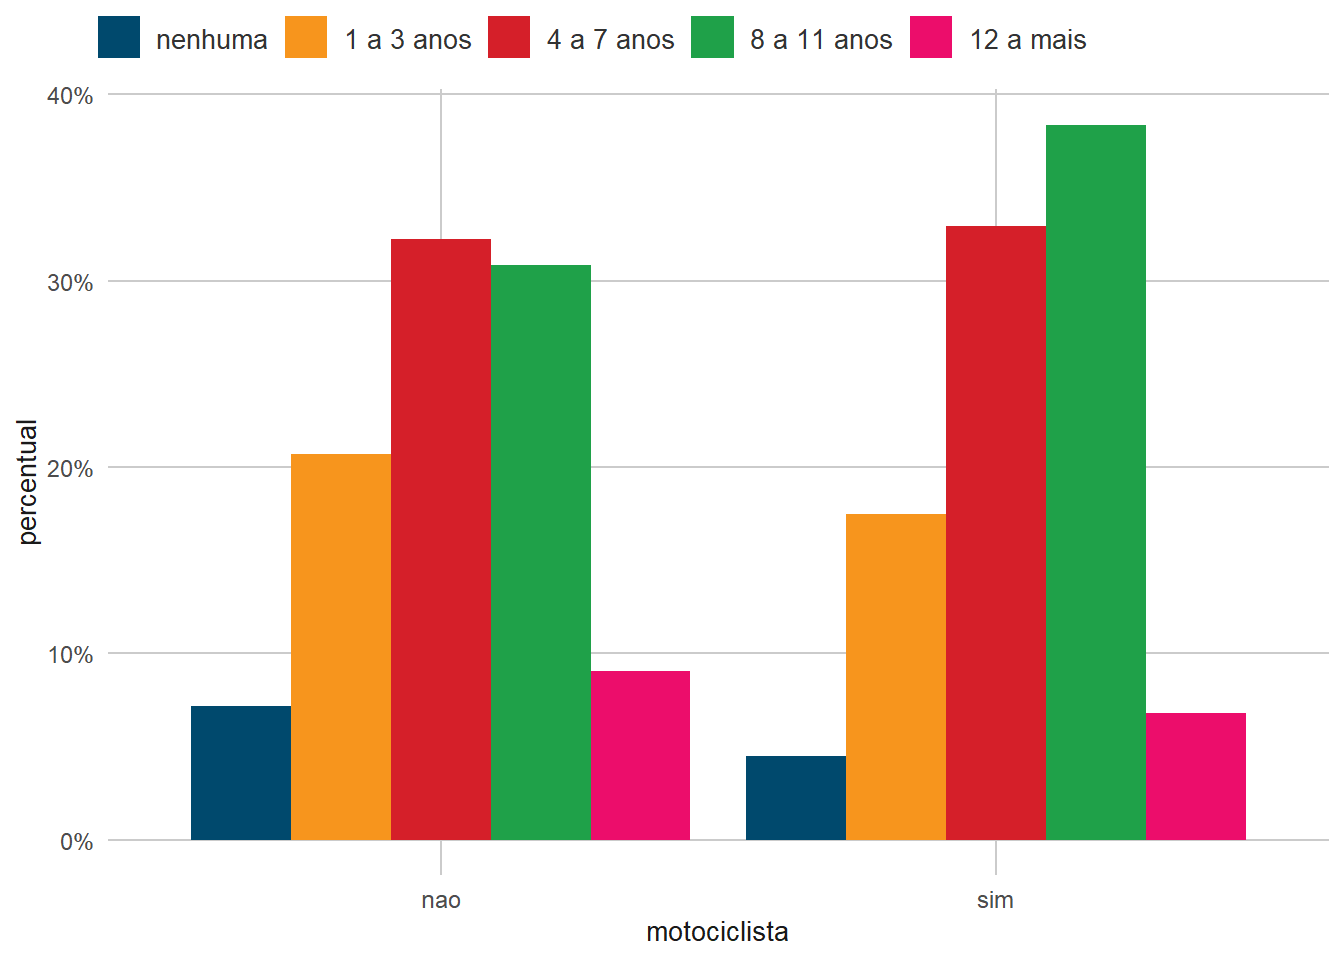 nenhuma 1 a 3 anos 4 a 7 anos 8 a 11 anos 12 a mais
40%
30%
20%
10%
0%
percentual
nao sim
motociclista